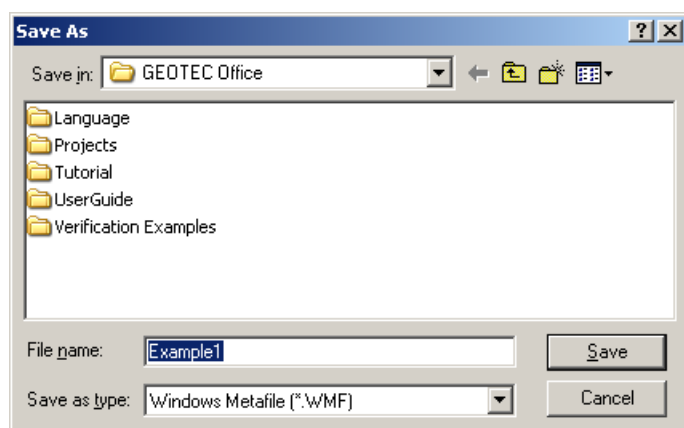 Save As
Save in: GEOTEC Office
Language
Projects
Tutorial
UserGuide
Verification Examples
File name: Example1 Save
Save as type: Windows Metafile (*.WMF) Cancel